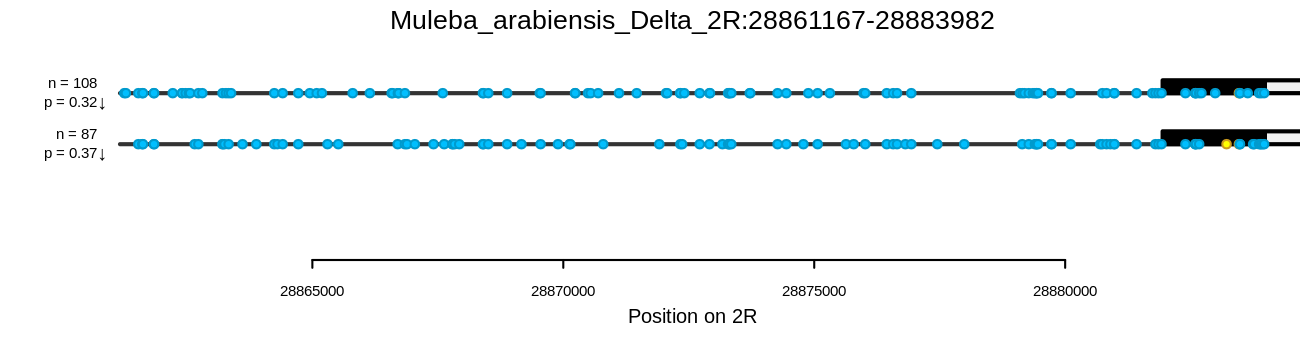 Muleba_arabiensis_Delta_2R:28861167-28883982
n = 108
p = 0.32↓
n = 87
p = 0.37↓
28865000 28870000 28875000 28880000
Position on 2R